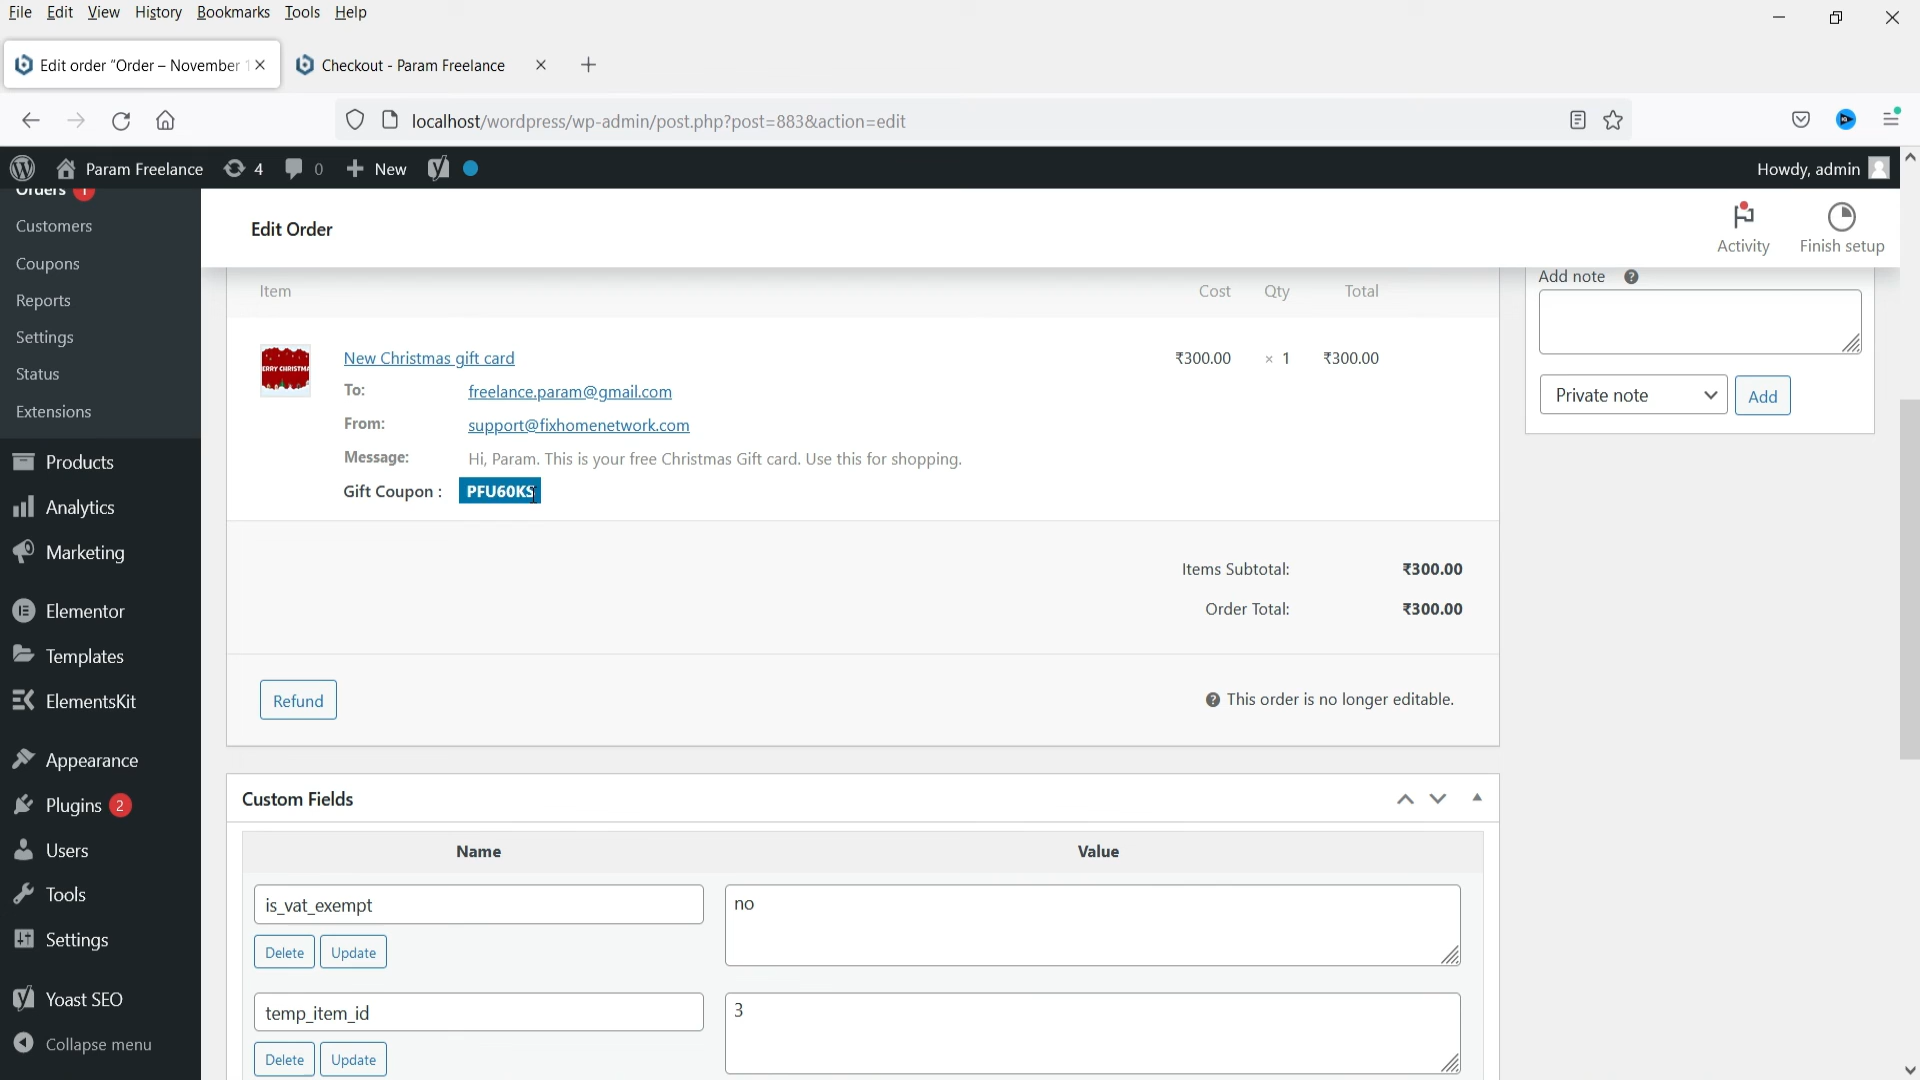 File Edit View History Bookmarks Tools Help
Edit order “Order – November 1
Checkout - Param Freelance
localhost/wordpress/wp-admin/post.php?post=883&action=edit
Param Freelance 4 0 New
Howdy, admin
Orders 1
Customers
Coupons
Reports
Settings
Status
Extensions
Products
Analytics
Marketing
Elementor
Templates
ElementsKit
Appearance
Plugins 2
Users
Tools
Settings
Yoast SEO
Collapse menu
Edit Order
Activity
Finish setup
Item Cost Qty Total
ERRY CHRISTMA
New Christmas gift card ₹300.00 × 1 ₹300.00
To: freelance.param@gmail.com
From: support@fixhomenetwork.com
Message: Hi, Param. This is your free Christmas Gift card. Use this for shopping.
Gift Coupon : PFU60KS
Items Subtotal: ₹300.00
Order Total: ₹300.00
Refund
This order is no longer editable.
Add note
Private note
Add
Custom Fields
Name Value
is_vat_exempt no
Delete Update
temp_item_id 3
Delete Update